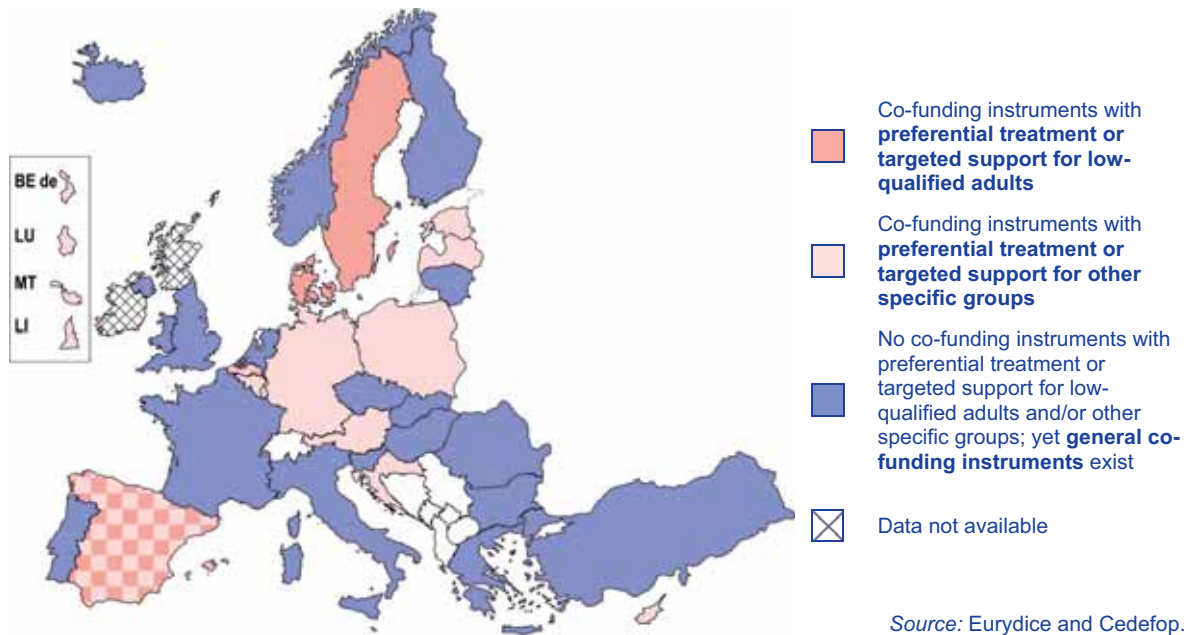 BE de
LU
MT
LI
Co-funding instruments with
preferential treatment or
targeted support for low-
qualified adults
Co-funding instruments with
preferential treatment or
targeted support for other
specific groups
No co-funding instruments with
preferential treatment or
targeted support for low-
qualified adults and/or other
specific groups; yet general co-
funding instruments exist
Data not available
Source: Eurydice and Cedefop.